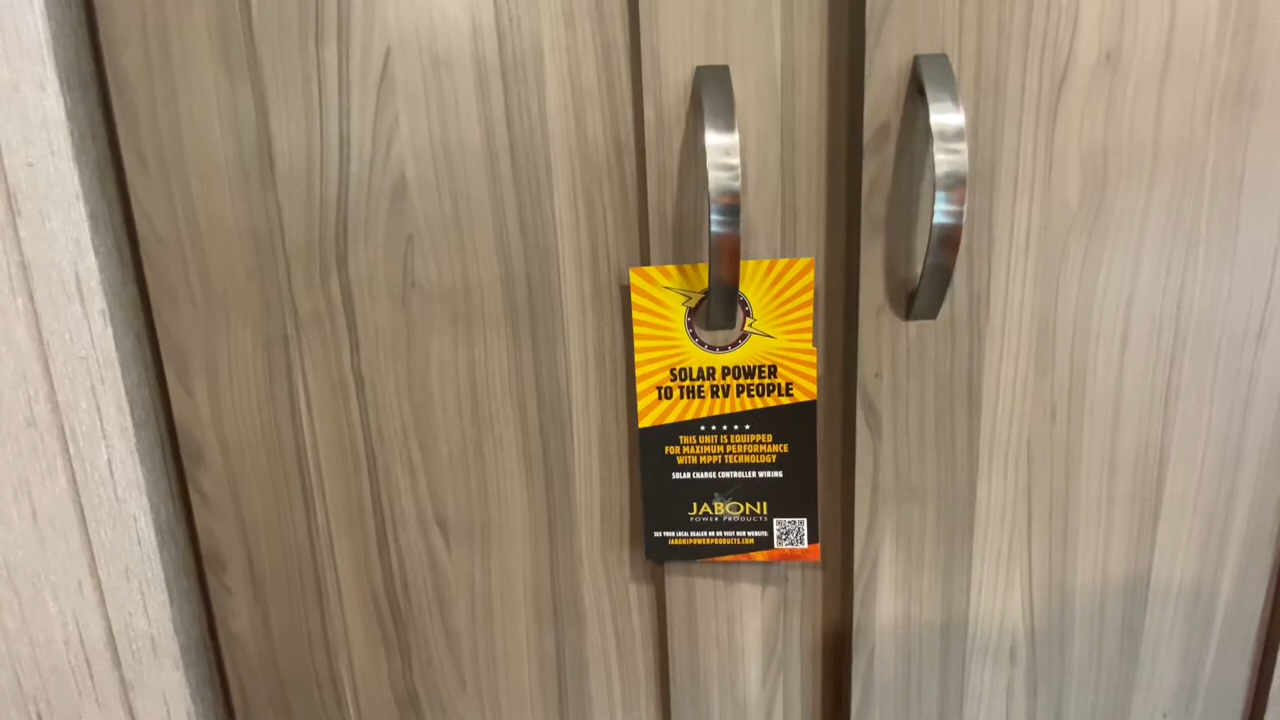 SOLAR POWER
TO THE RV PEOPLE
THIS UNIT IS EQUIPPED
FOR MAXIMUM PERFORMANCE
WITH MPPT TECHNOLOGY
SOLAR CHARGE CONTROLLER WIRING
JABONI
POWER PRODUCTS
SEE YOUR LOCAL DEALER OR OR VISIT OUR WEBSITE:
JABONIPOWERPRODUCTS.COM